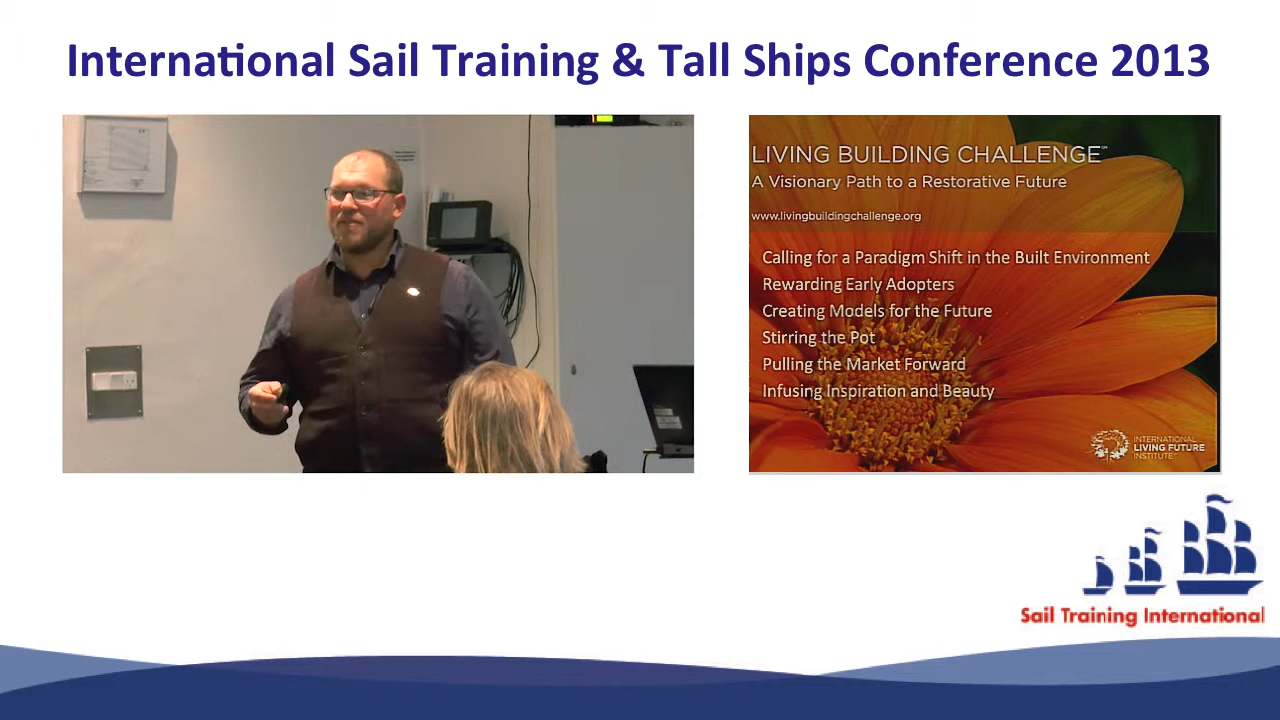 International Sail Training & Tall Ships Conference 2013
LIVING BUILDING CHALLENGE℠
A Visionary Path to a Restorative Future
www.livingbuildingchallenge.org
Calling for a Paradigm Shift in the Built Environment
Rewarding Early Adopters
Creating Models for the Future
Stirring the Pot
Pulling the Market Forward
Infusing Inspiration and Beauty
INTERNATIONAL
LIVING FUTURE
INSTITUTE
Sail Training International